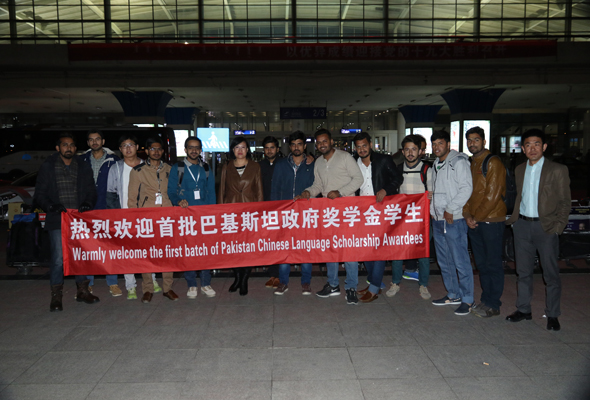 热烈欢迎首批巴基斯坦政府奖学金学生
Warmly welcome the first batch of Pakistan Chinese Language Scholarship Awardees